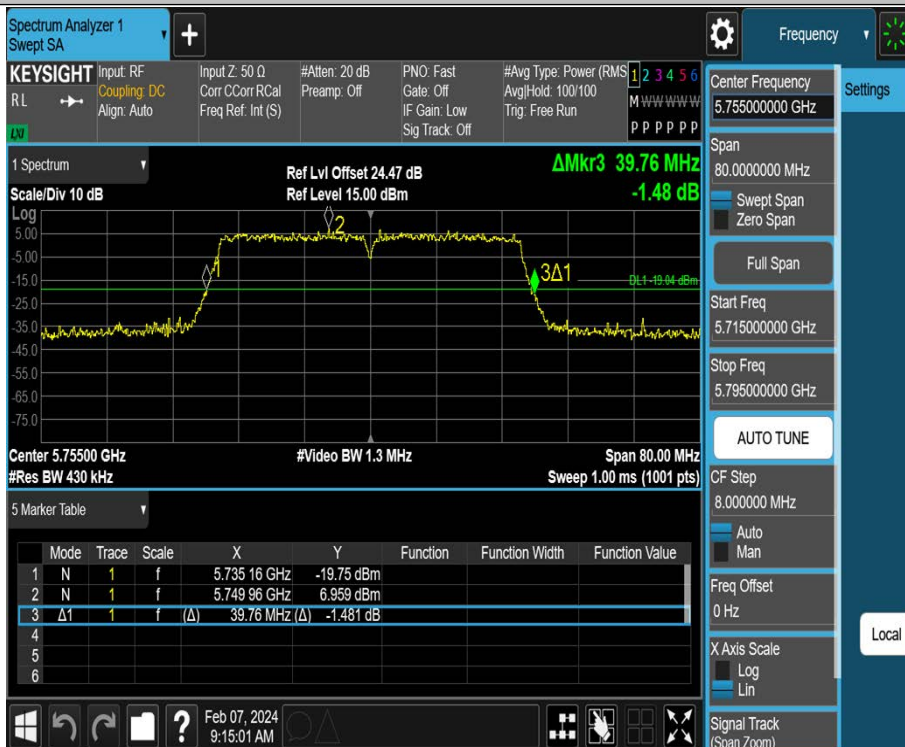 Spectrum Analyzer 1
Swept SA
+
Frequency
KEYSIGHT
RL
LXI
Input: RF
Coupling: DC
Align: Auto
Input Z: 50 Ω
Corr CCorr RCal
Freq Ref: Int (S)
#Atten: 20 dB
Preamp: Off
PNO: Fast
Gate: Off
IF Gain: Low
Sig Track: Off
#Avg Type: Power (RMS
Avg|Hold: 100/100
Trig: Free Run
1 2 3 4 5 6
M W W W W W
P P P P P P
1 Spectrum
Scale/Div 10 dB
Ref Lvl Offset 24.47 dB
Ref Level 15.00 dBm
ΔMkr3 39.76 MHz
-1.48 dB
Log
5.00
-5.00
-15.0
-25.0
-35.0
-45.0
-55.0
-65.0
-75.0
1
2
3Δ1
DL1 -19.04 dBm
Center 5.75500 GHz
#Video BW 1.3 MHz
Span 80.00 MHz
#Res BW 430 kHz
Sweep 1.00 ms (1001 pts)
5 Marker Table
Mode Trace Scale X Y Function Function Width Function Value
1 N 1 f 5.735 16 GHz -19.75 dBm
2 N 1 f 5.749 96 GHz 6.959 dBm
3 Δ1 1 f (Δ) 39.76 MHz (Δ) -1.481 dB
4
5
6
?
Feb 07, 2024
9:15:01 AM
Center Frequency
5.755000000 GHz
Span
80.0000000 MHz
Swept Span
Zero Span
Full Span
Start Freq
5.715000000 GHz
Stop Freq
5.795000000 GHz
AUTO TUNE
CF Step
8.000000 MHz
Auto
Man
Freq Offset
0 Hz
X Axis Scale
Log
Lin
Signal Track
(Span Zoom)
Settings
Local